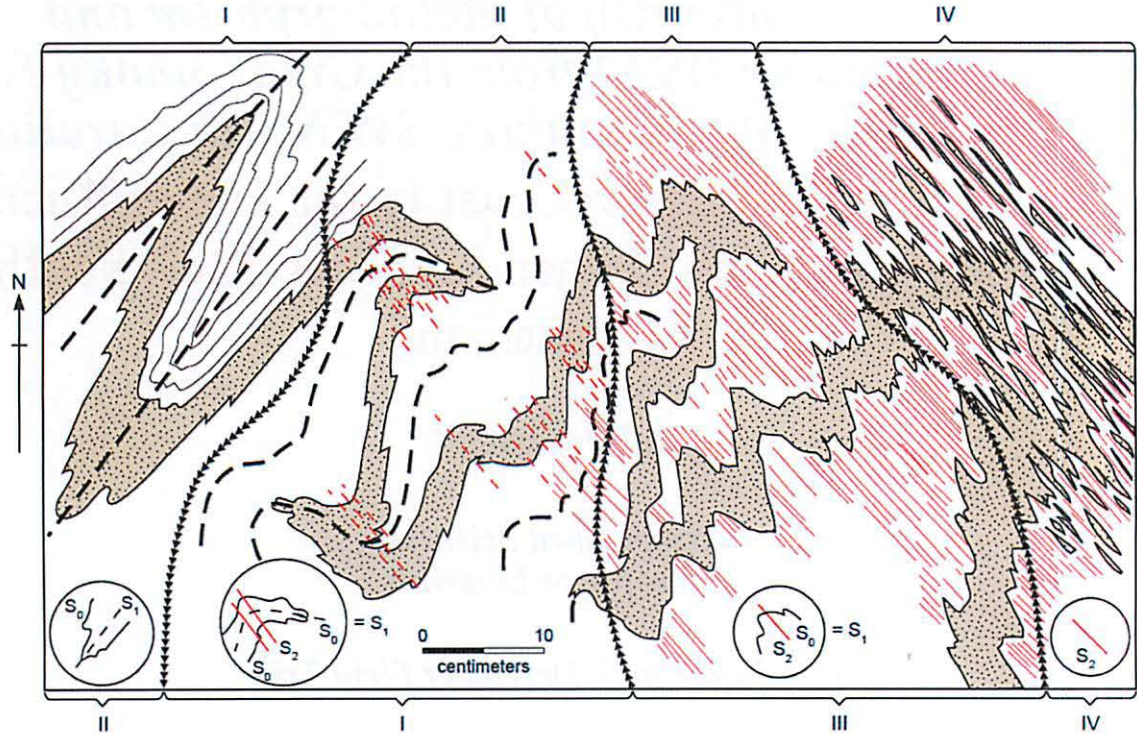 I II III IV
N
S0 S1
S0 = S1
S2
S0
0 10
centimeters
S0 = S1
S2
S2
II I III IV